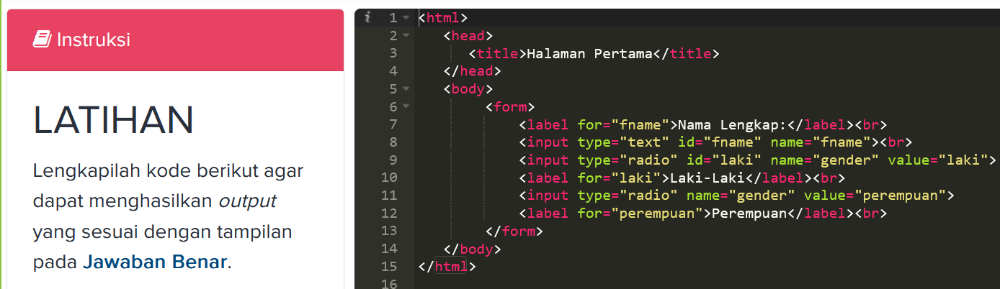 Instruksi
LATIHAN
Lengkapilah kode berikut agar
dapat menghasilkan output
yang sesuai dengan tampilan
pada Jawaban Benar.
i 1 <html>
2 <head>
3 <title>Halaman Pertama</title>
4 </head>
5 <body>
6 <form>
7 <label for="fname">Nama Lengkap:</label><br>
8 <input type="text" id="fname" name="fname"><br>
9 <input type="radio" id="laki" name="gender" value="laki">
10 <label for="laki">Laki-Laki</label><br>
11 <input type="radio" name="gender" value="perempuan">
12 <label for="perempuan">Perempuan</label><br>
13 </form>
14 </body>
15 </html>
16